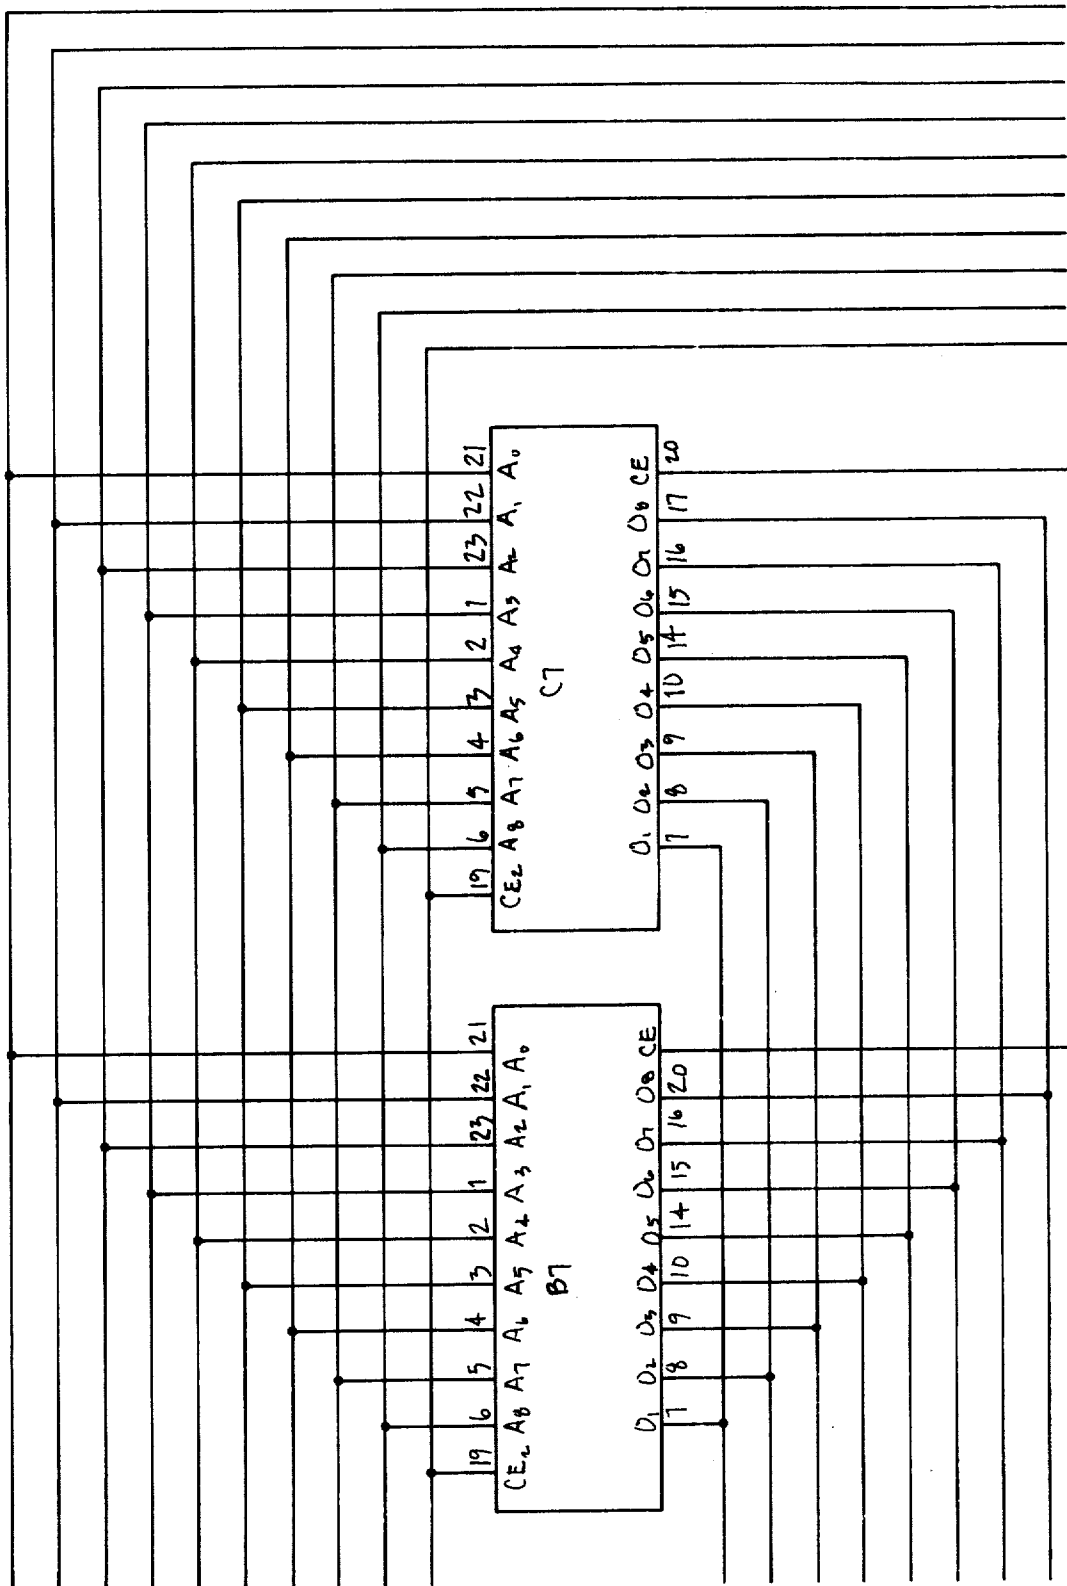 19 6 5 4 3 2 1 23 22 21
CE₂ A₈ A₇ A₆ A₅ A₄ A₃ A₂ A₁ A₀
B7
O₁ O₂ O₃ O₄ O₅ O₆ O₇ O₈ CE
7 8 9 10 14 15 16 20
19 6 5 4 3 2 1 23 22 21
CE₂ A₈ A₇ A₆ A₅ A₄ A₃ A₂ A₁ A₀
C7
O₁ O₂ O₃ O₄ O₅ O₆ O₇ O₈ CE
7 8 9 10 14 15 16 17 20